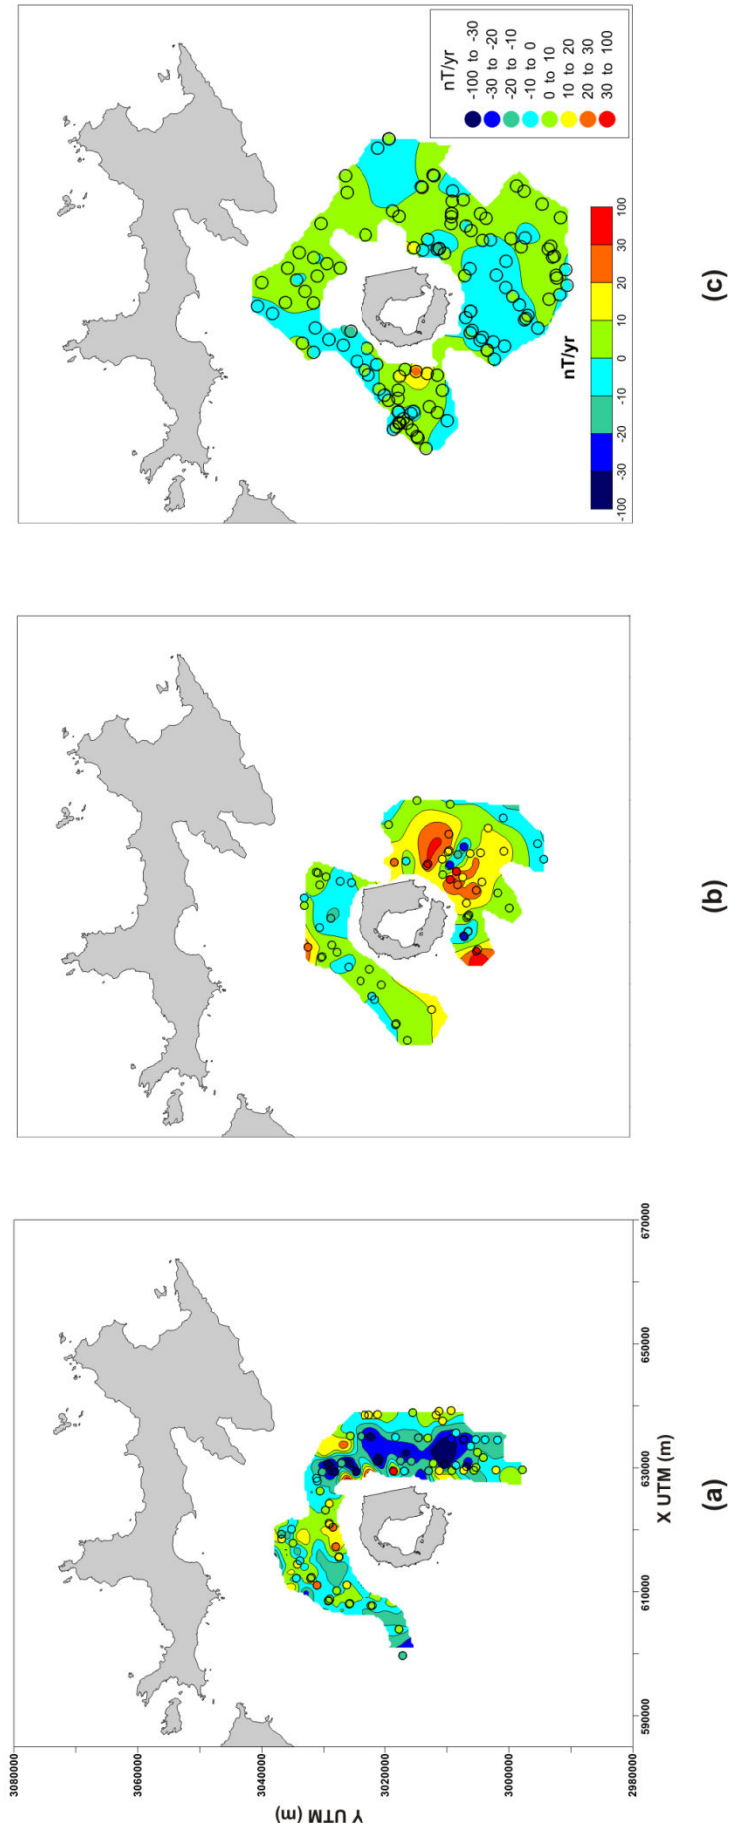 3080000
3060000
3040000
3020000
3000000
2980000
Y UTM (m)
590000
610000
630000
650000
670000
X UTM (m)
(a)
(b)
nT/yr
-100 to -30
-30 to -20
-20 to -10
-10 to 0
0 to 10
10 to 20
20 to 30
30 to 100
nT/yr
-100
-30
-20
-10
0
10
20
30
100
(c)